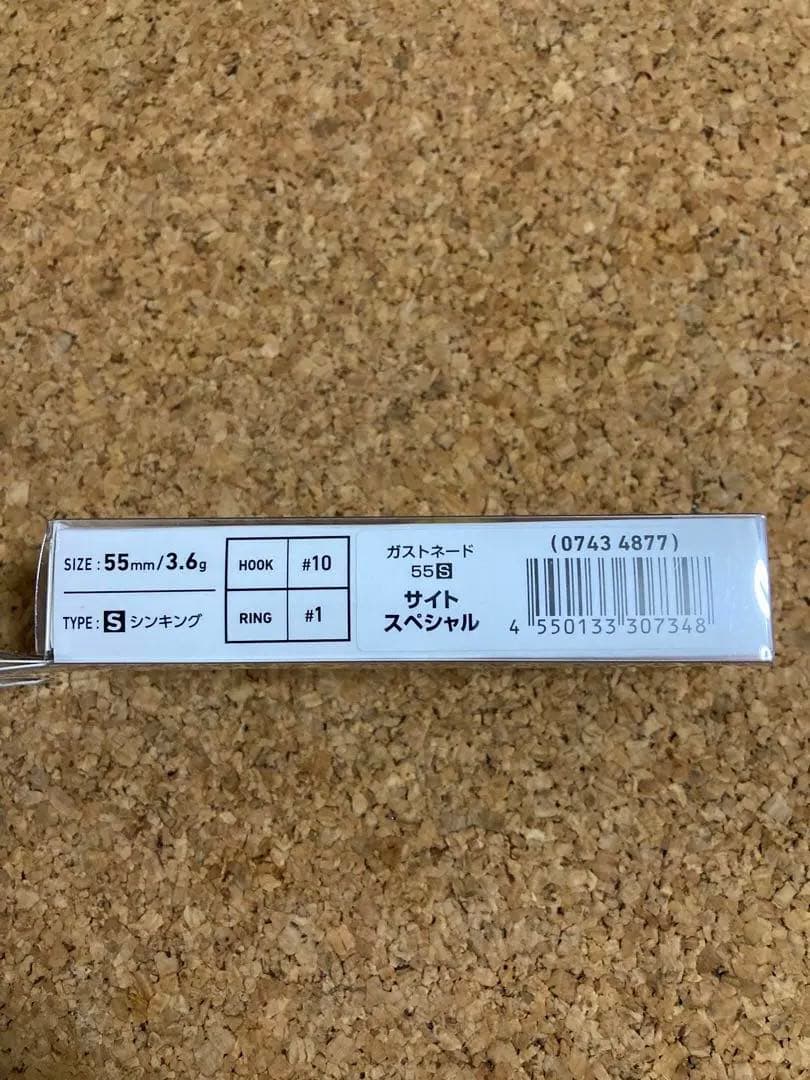 SIZE : 55mm/3.6g
TYPE : S シンキング
HOOK #10
RING #1
ガストネード
55 S
サイト
スペシャル
(0743 4877)
4 550133 307348